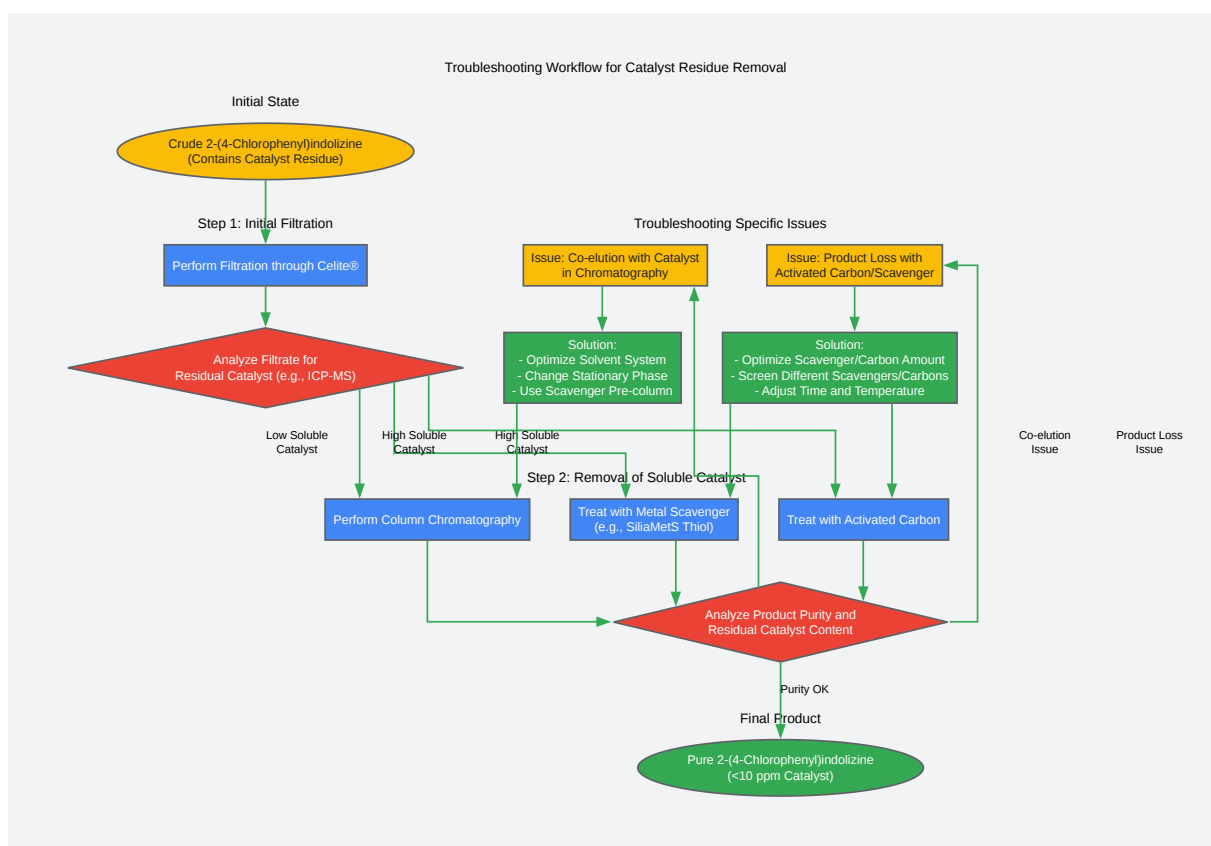 Troubleshooting Workflow for Catalyst Residue Removal
Initial State
Crude 2-(4-Chlorophenyl)indolizine
(Contains Catalyst Residue)
Step 1: Initial Filtration
Perform Filtration through Celite®
Analyze Filtrate for
Residual Catalyst (e.g., ICP-MS)
Troubleshooting Specific Issues
Issue: Co-elution with Catalyst
in Chromatography
Issue: Product Loss with
Activated Carbon/Scavenger
Solution:
- Optimize Solvent System
- Change Stationary Phase
- Use Scavenger Pre-column
Solution:
- Optimize Scavenger/Carbon Amount
- Screen Different Scavengers/Carbons
- Adjust Time and Temperature
Low Soluble
Catalyst
High Soluble
Catalyst
High Soluble
Catalyst
Co-elution
Issue
Product Loss
Issue
Step 2: Removal of Soluble Catalyst
Perform Column Chromatography
Treat with Metal Scavenger
(e.g., SiliaMetS Thiol)
Treat with Activated Carbon
Analyze Product Purity and
Residual Catalyst Content
Purity OK
Final Product
Pure 2-(4-Chlorophenyl)indolizine
(<10 ppm Catalyst)